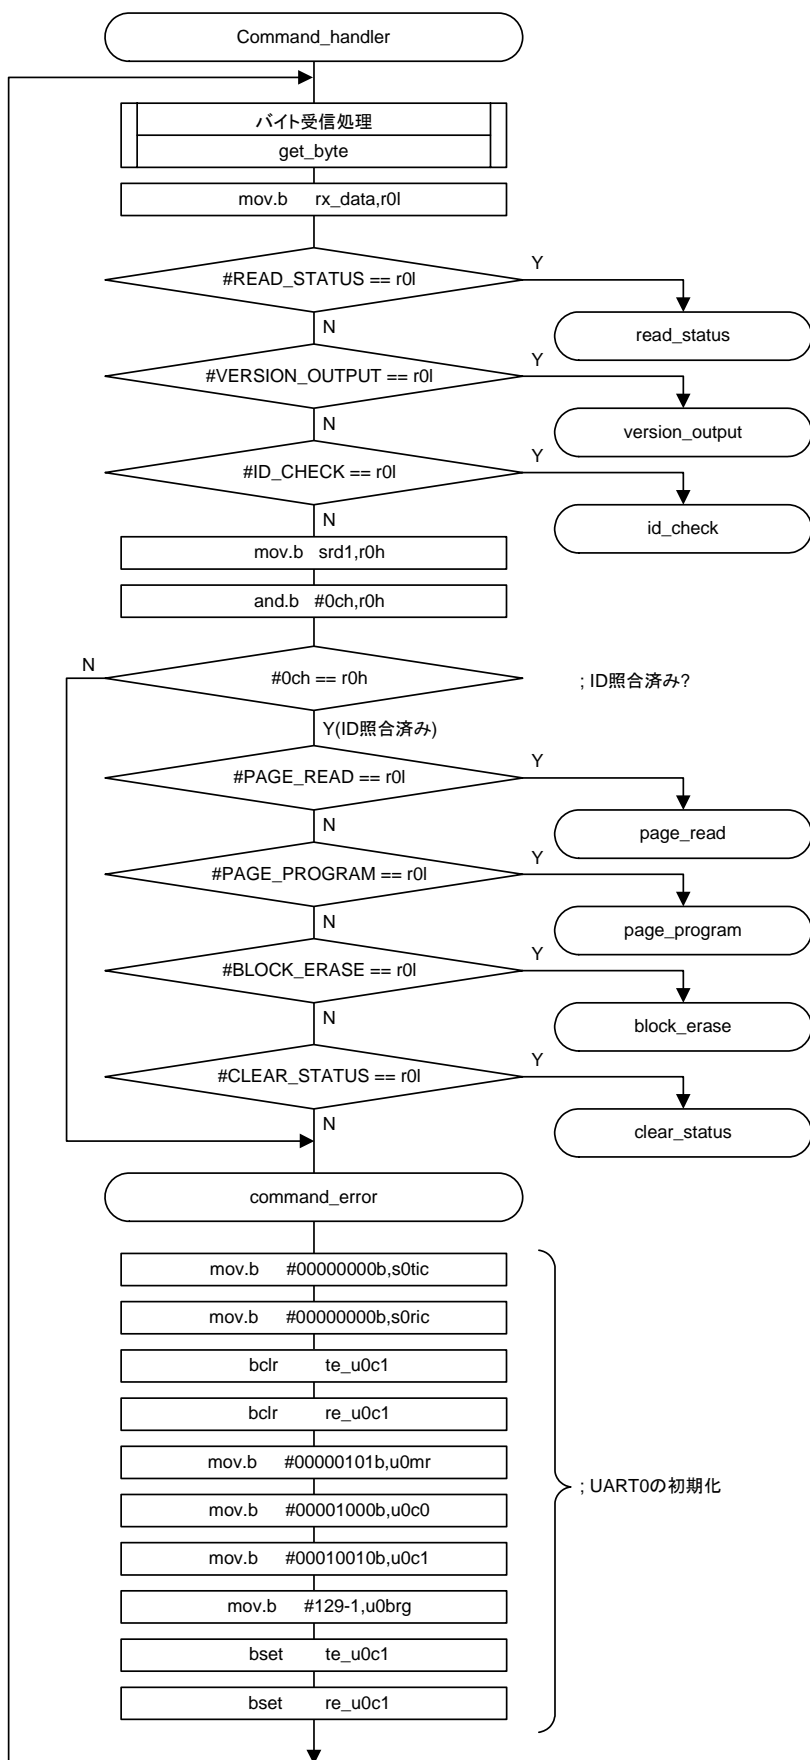 Command_handler
バイト受信処理
get_byte
mov.b rx_data,r0l
#READ_STATUS == r0l
Y
N
read_status
#VERSION_OUTPUT == r0l
Y
N
version_output
#ID_CHECK == r0l
Y
N
id_check
mov.b srd1,r0h
and.b #0ch,r0h
N
#0ch == r0h
; ID照合済み?
Y(ID照合済み)
#PAGE_READ == r0l
Y
N
page_read
#PAGE_PROGRAM == r0l
Y
N
page_program
#BLOCK_ERASE == r0l
Y
N
block_erase
#CLEAR_STATUS == r0l
Y
N
clear_status
command_error
mov.b #00000000b,s0tic
mov.b #00000000b,s0ric
bclr te_u0c1
bclr re_u0c1
mov.b #00000101b,u0mr
; UART0の初期化
mov.b #00001000b,u0c0
mov.b #00010010b,u0c1
mov.b #129-1,u0brg
bset te_u0c1
bset re_u0c1